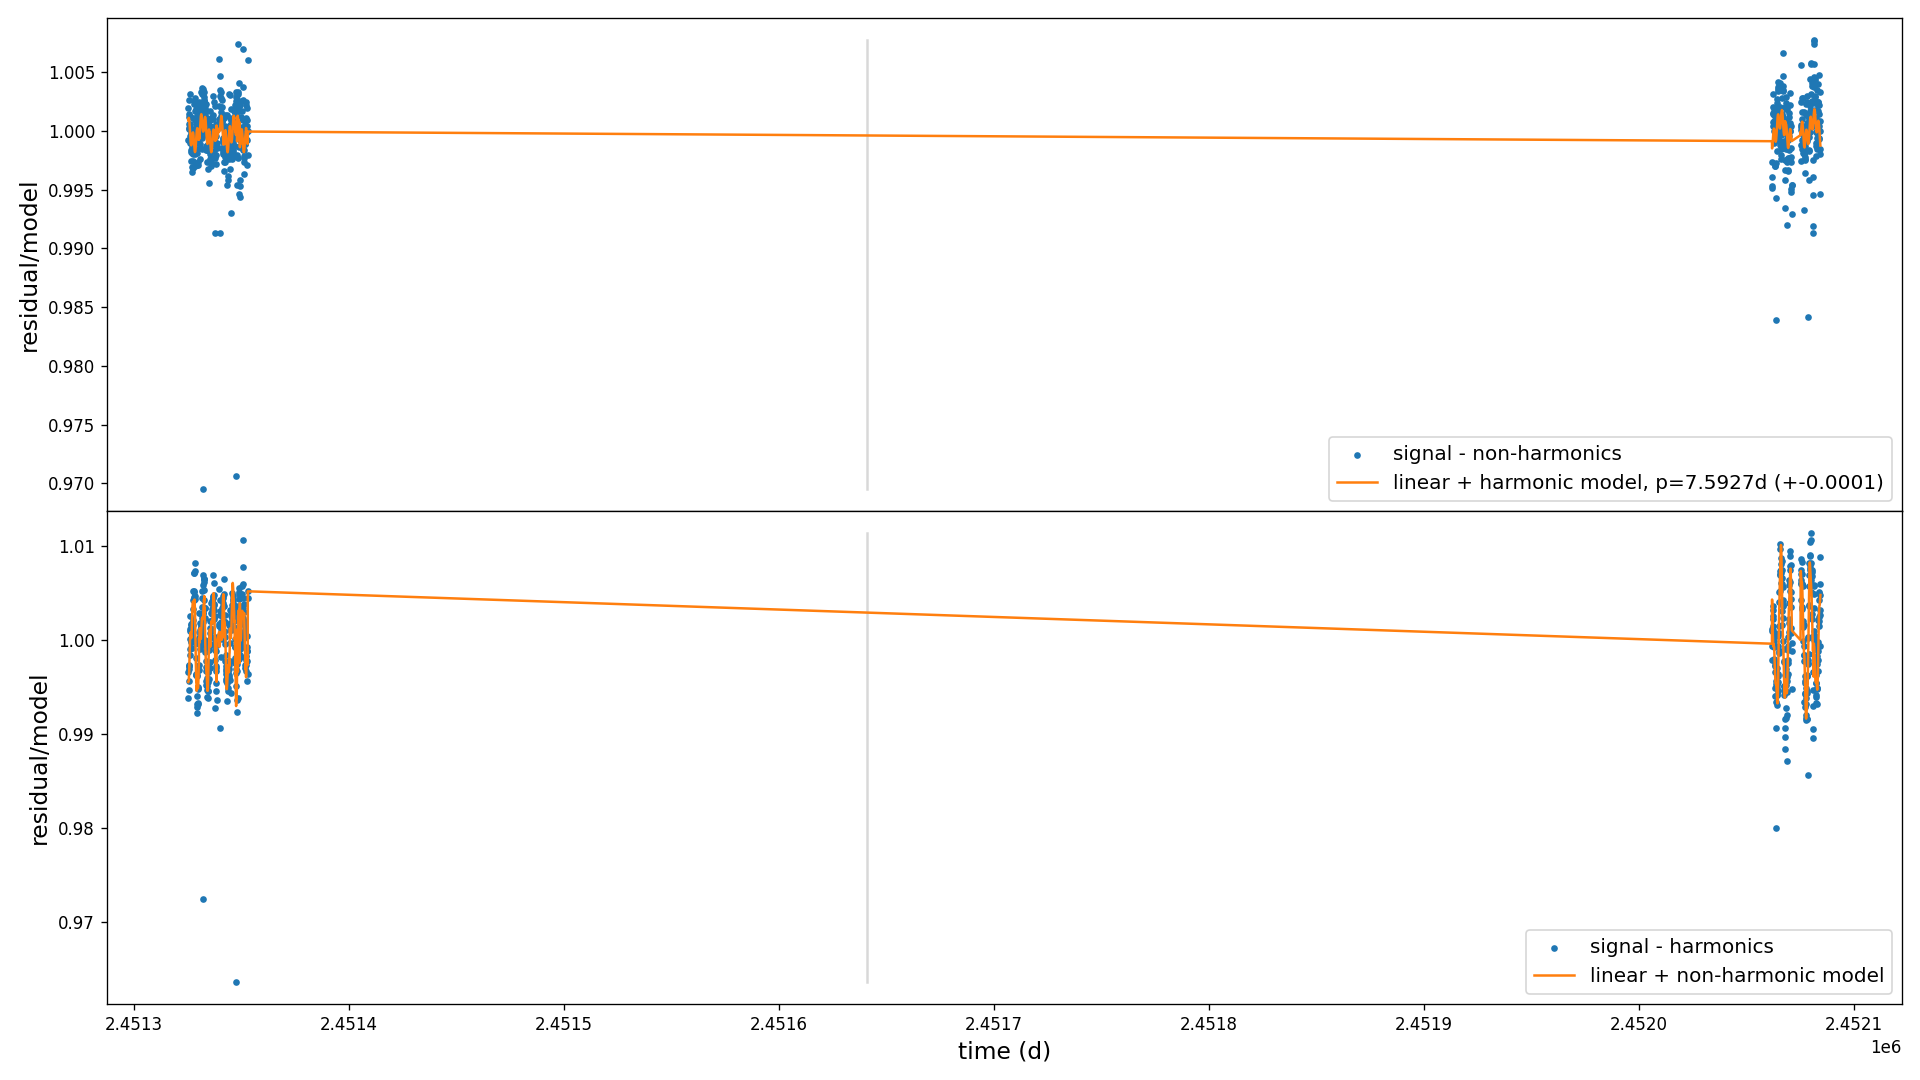 residual/model
1.005
1.000
0.995
0.990
0.985
0.980
0.975
0.970
signal - non-harmonics
linear + harmonic model, p=7.5927d (+-0.0001)
residual/model
1.01
1.00
0.99
0.98
0.97
signal - harmonics
linear + non-harmonic model
2.4513 2.4514 2.4515 2.4516 2.4517 2.4518 2.4519 2.4520 2.4521
time (d)
1e6